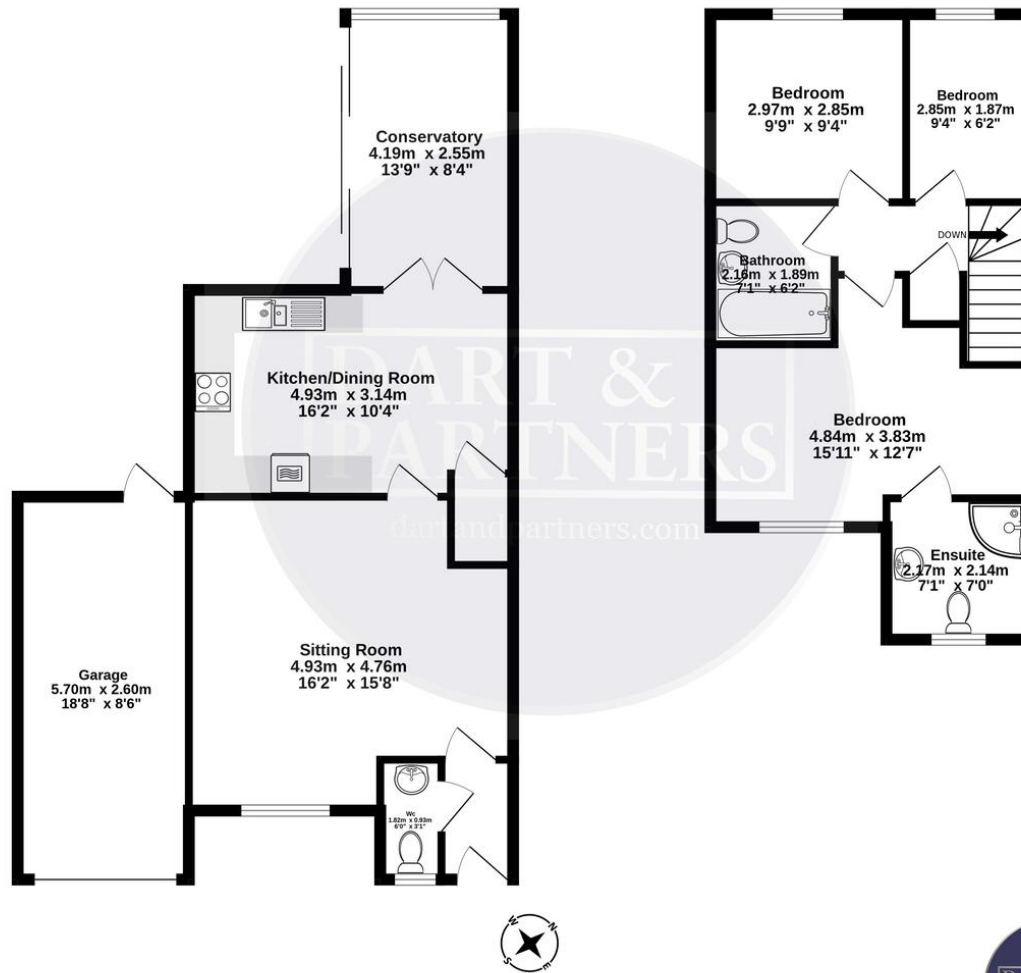 Conservatory
4.19m x 2.55m
13'9" x 8'4"
Kitchen/Dining Room
4.93m x 3.14m
16'2" x 10'4"
Sitting Room
4.93m x 4.76m
16'2" x 15'8"
Garage
5.70m x 2.60m
18'8" x 8'6"
Wc
1.82m x 0.93m
6'0" x 3'1"
Bedroom
2.97m x 2.85m
9'9" x 9'4"
Bedroom
2.85m x 1.87m
9'4" x 6'2"
DOWN
Bathroom
2.16m x 1.89m
7'1" x 6'2"
Bedroom
4.84m x 3.83m
15'11" x 12'7"
Ensuite
2.17m x 2.14m
7'1" x 7'0"
DART &
PARTNERS
dartandpartners.com
W N
S E